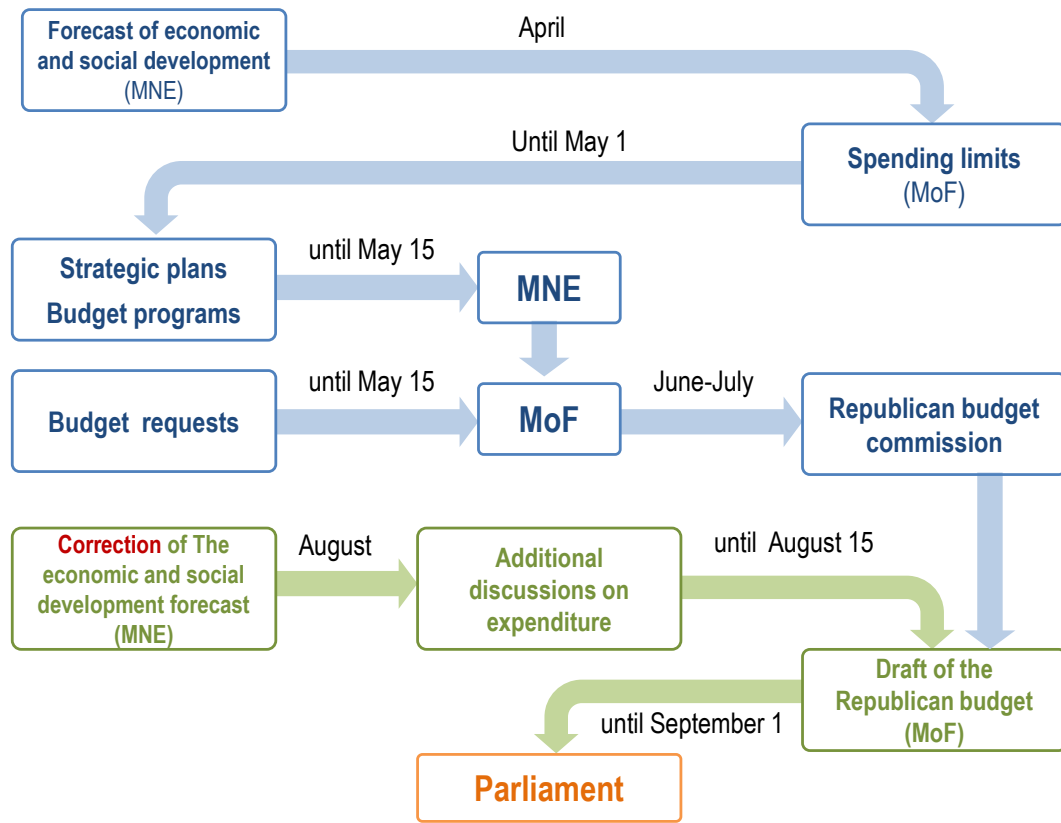 Forecast of economic
and social development
(MNE)
April
Until May 1
Spending limits
(MoF)
Strategic plans
Budget programs
until May 15
MNE
Budget  requests
until May 15
MoF
June-July
Republican budget
commission
Correction of The
economic and social
development forecast
(MNE)
August
Additional
discussions on
expenditure
until  August 15
Draft of the
Republican budget
(MoF)
until September 1
Parliament